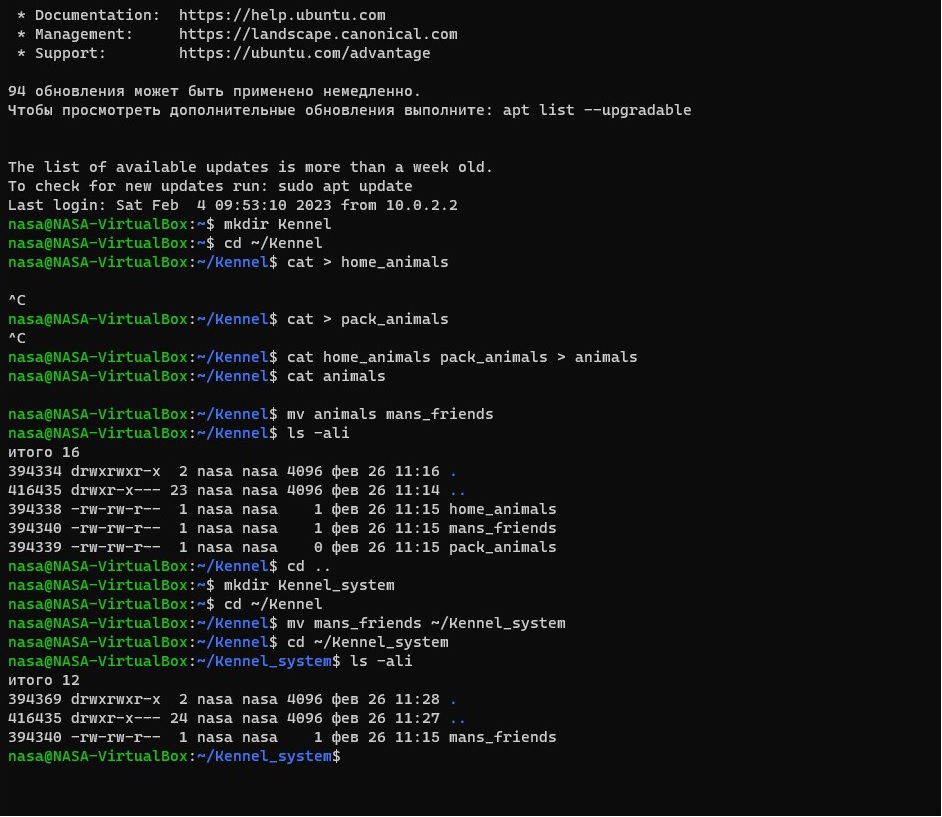 * Documentation:  https://help.ubuntu.com
* Management:     https://landscape.canonical.com
* Support:        https://ubuntu.com/advantage
94 обновления может быть применено немедленно.
Чтобы просмотреть дополнительные обновления выполните: apt list --upgradable
The list of available updates is more than a week old.
To check for new updates run: sudo apt update
Last login: Sat Feb  4 09:53:10 2023 from 10.0.2.2
nasa@NASA-VirtualBox:~$ mkdir Kennel
nasa@NASA-VirtualBox:~$ cd ~/Kennel
nasa@NASA-VirtualBox:~/Kennel$ cat > home_animals
^C
nasa@NASA-VirtualBox:~/Kennel$ cat > pack_animals
^C
nasa@NASA-VirtualBox:~/Kennel$ cat home_animals pack_animals > animals
nasa@NASA-VirtualBox:~/Kennel$ cat animals
nasa@NASA-VirtualBox:~/Kennel$ mv animals mans_friends
nasa@NASA-VirtualBox:~/Kennel$ ls -ali
итого 16
394334 drwxrwxr-x  2 nasa nasa 4096 фев 26 11:16 .
416435 drwxr-x--- 23 nasa nasa 4096 фев 26 11:14 ..
394338 -rw-rw-r--  1 nasa nasa    1 фев 26 11:15 home_animals
394340 -rw-rw-r--  1 nasa nasa    1 фев 26 11:15 mans_friends
394339 -rw-rw-r--  1 nasa nasa    0 фев 26 11:15 pack_animals
nasa@NASA-VirtualBox:~/Kennel$ cd ..
nasa@NASA-VirtualBox:~$ mkdir Kennel_system
nasa@NASA-VirtualBox:~$ cd ~/Kennel
nasa@NASA-VirtualBox:~/Kennel$ mv mans_friends ~/Kennel_system
nasa@NASA-VirtualBox:~/Kennel$ cd ~/Kennel_system
nasa@NASA-VirtualBox:~/Kennel_system$ ls -ali
итого 12
394369 drwxrwxr-x  2 nasa nasa 4096 фев 26 11:28 .
416435 drwxr-x--- 24 nasa nasa 4096 фев 26 11:27 ..
394340 -rw-rw-r--  1 nasa nasa    1 фев 26 11:15 mans_friends
nasa@NASA-VirtualBox:~/Kennel_system$